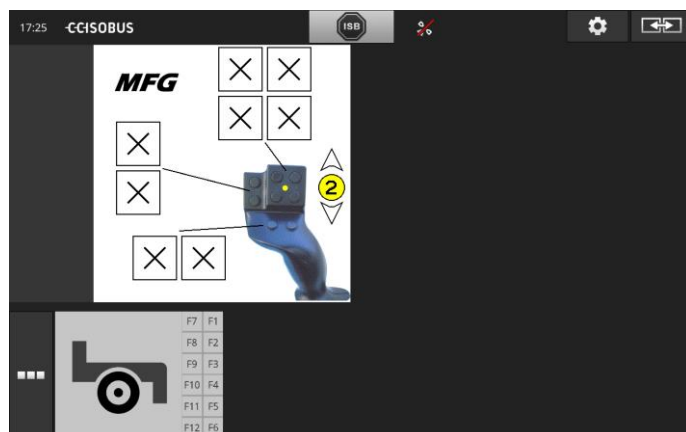 17:25 CCISOBUS ISB
MFG
2
F7 F1
F8 F2
F9 F3
F10 F4
F11 F5
F12 F6